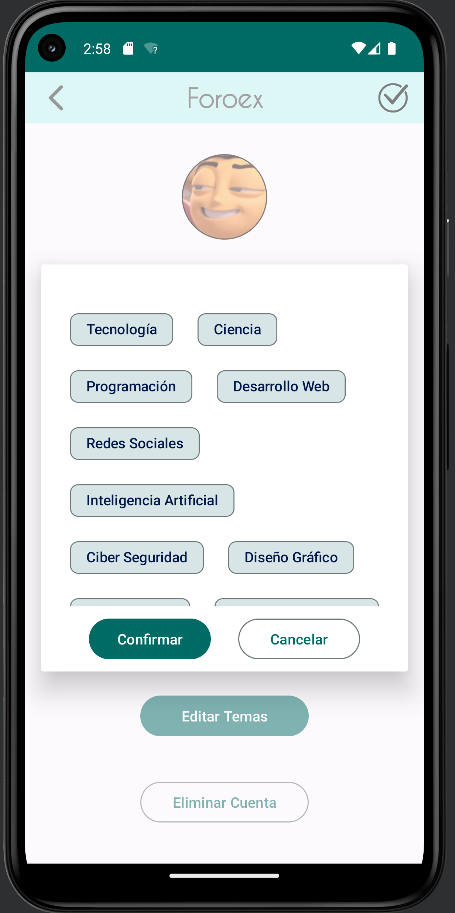 2:58
Foroex
Tecnología Ciencia
Programación Desarrollo Web
Redes Sociales
Inteligencia Artificial
Ciber Seguridad Diseño Gráfico
Confirmar Cancelar
Editar Temas
Eliminar Cuenta